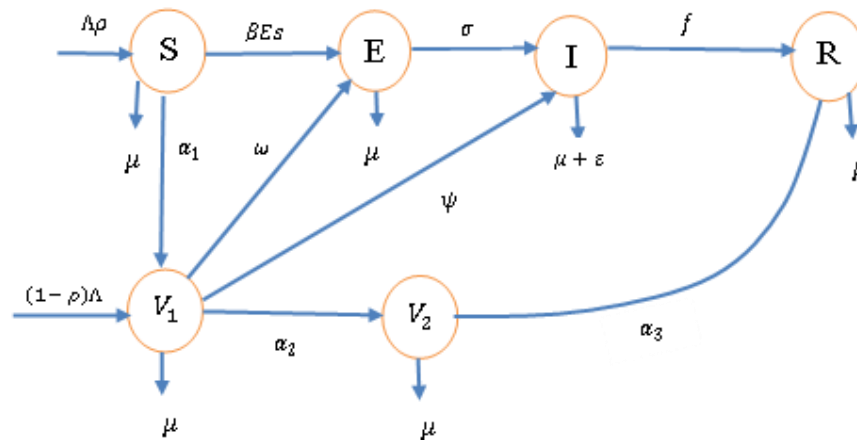 Λρ
S
βEs
E
σ
I
f
R
μ
α₁
ω
μ
ψ
μ + ε
(1- ρ)Λ
V₁
α₂
V₂
α₃
μ
μ